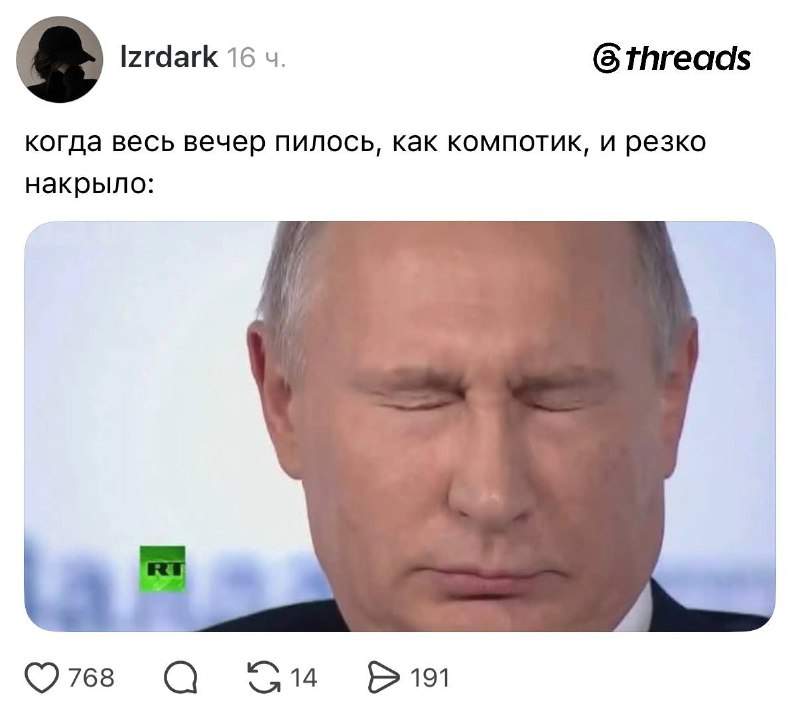 lzrdark 16 ч.
threads
когда весь вечер пилось, как компотик, и резко
накрыло:
RT
768 14 191